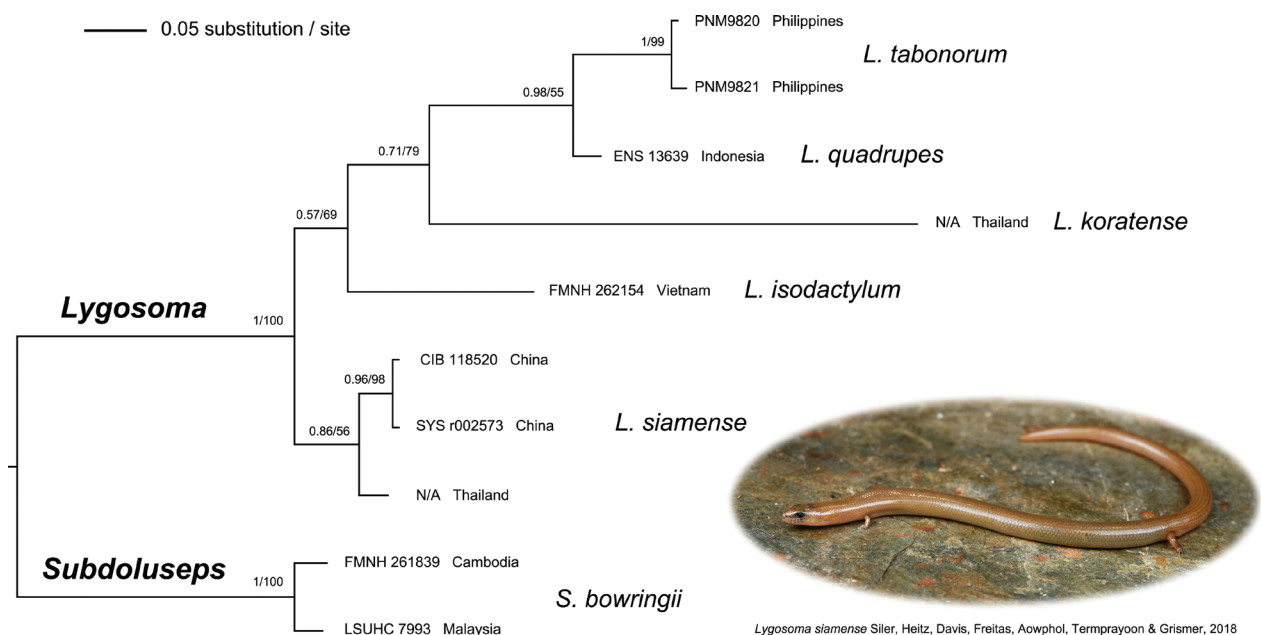 0.05 substitution / site
PNM9820 Philippines
1/99
L. tabonorum
PNM9821 Philippines
0.98/55
0.71/79
ENS 13639 Indonesia
L. quadrupes
0.57/69
N/A Thailand
L. koratense
FMNH 262154 Vietnam
L. isodactylum
Lygosoma
1/100
CIB 118520 China
0.96/98
SYS r002573 China
L. siamense
0.86/56
N/A Thailand
FMNH 261839 Cambodia
Subdoluseps
1/100
S. bowringii
LSUHC 7993 Malaysia
Lygosoma siamense Siler, Heitz, Davis, Freitas, Aowphol, Termprayoon & Grismer, 2018